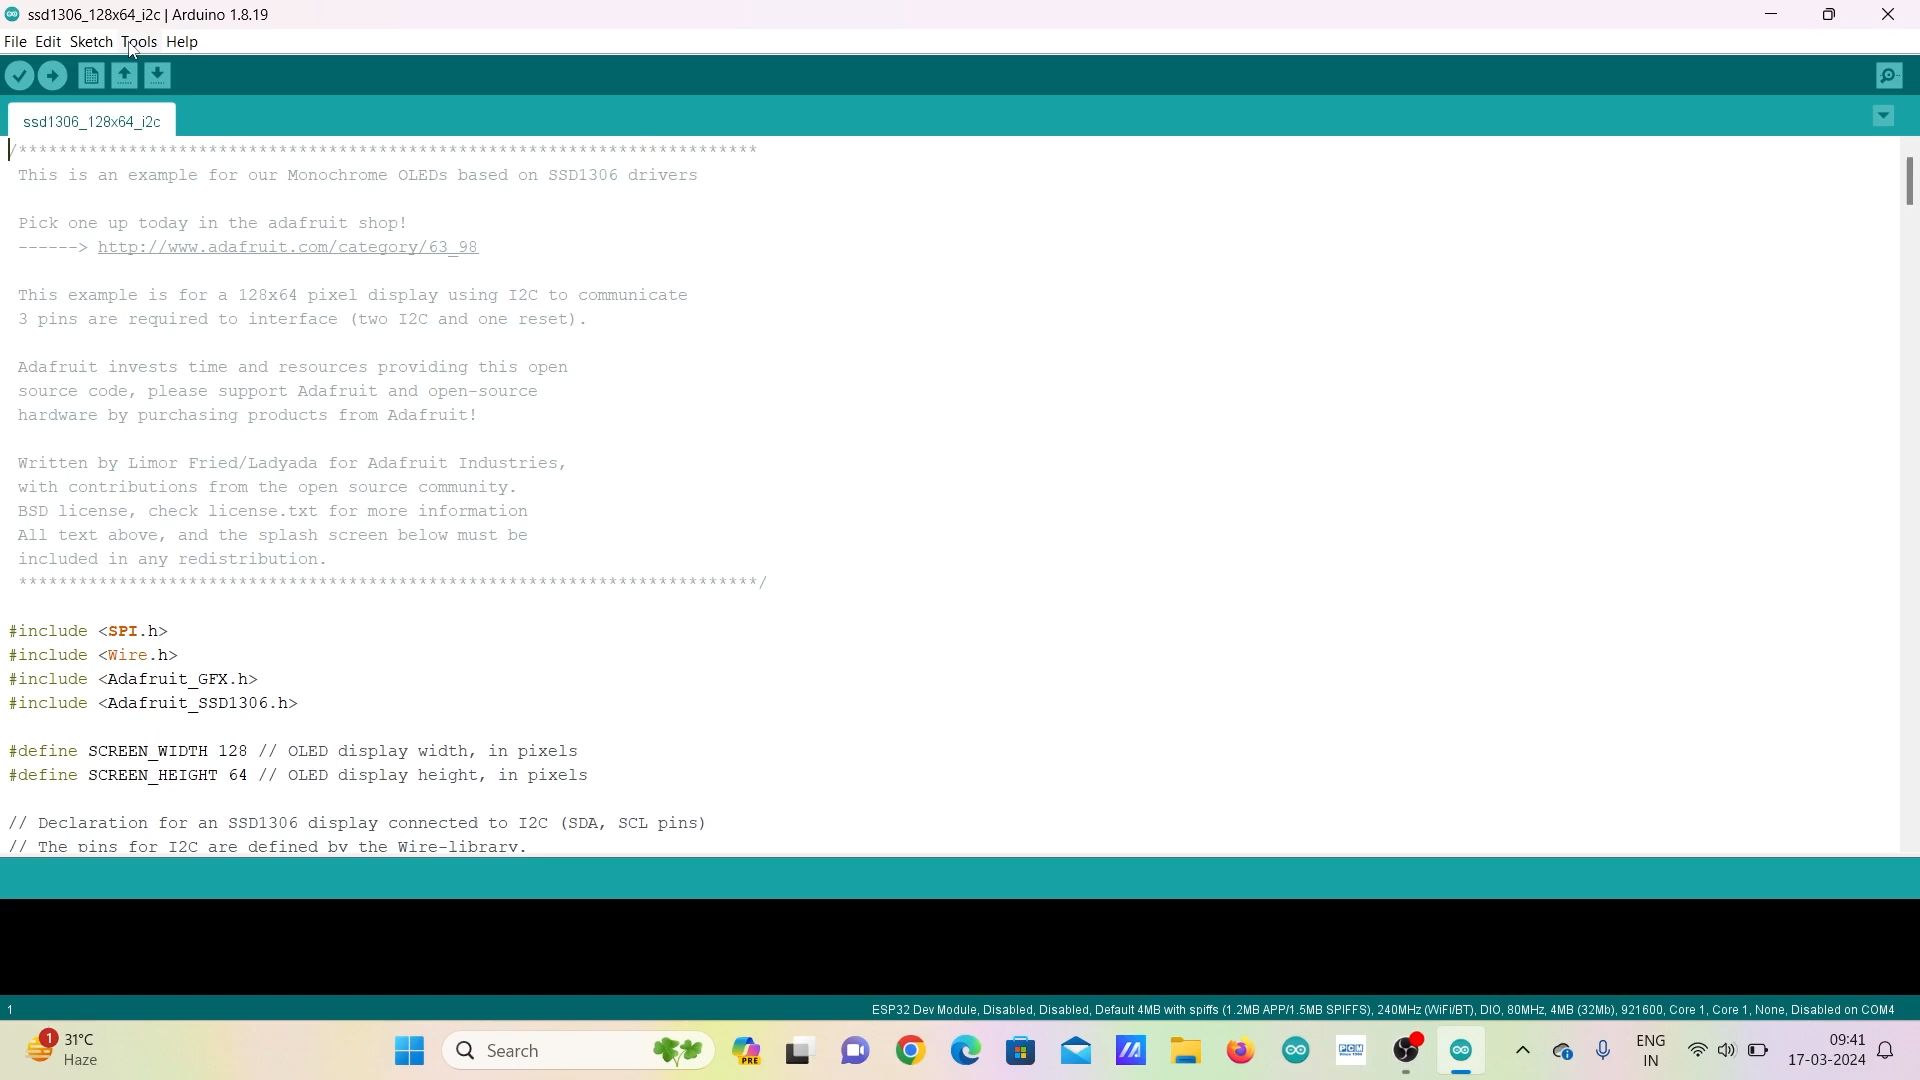 ssd1306_128x64_i2c | Arduino 1.8.19
File Edit Sketch Tools Help
ssd1306_128x64_i2c
/**************************************************************************
This is an example for our Monochrome OLEDs based on SSD1306 drivers
Pick one up today in the adafruit shop!
------> http://www.adafruit.com/category/63_98
This example is for a 128x64 pixel display using I2C to communicate
3 pins are required to interface (two I2C and one reset).
Adafruit invests time and resources providing this open
source code, please support Adafruit and open-source
hardware by purchasing products from Adafruit!
Written by Limor Fried/Ladyada for Adafruit Industries,
with contributions from the open source community.
BSD license, check license.txt for more information
All text above, and the splash screen below must be
included in any redistribution.
**************************************************************************/
#include <SPI.h>
#include <Wire.h>
#include <Adafruit_GFX.h>
#include <Adafruit_SSD1306.h>
#define SCREEN_WIDTH 128 // OLED display width, in pixels
#define SCREEN_HEIGHT 64 // OLED display height, in pixels
// Declaration for an SSD1306 display connected to I2C (SDA, SCL pins)
// The pins for I2C are defined by the Wire-library.
1
ESP32 Dev Module, Disabled, Disabled, Default 4MB with spiffs (1.2MB APP/1.5MB SPIFFS), 240MHz (WiFi/BT), DIO, 80MHz, 4MB (32Mb), 921600, Core 1, Core 1, None, Disabled on COM4
1
31°C
Haze
Search
PRE
PCM
ENG
IN
09:41
17-03-2024